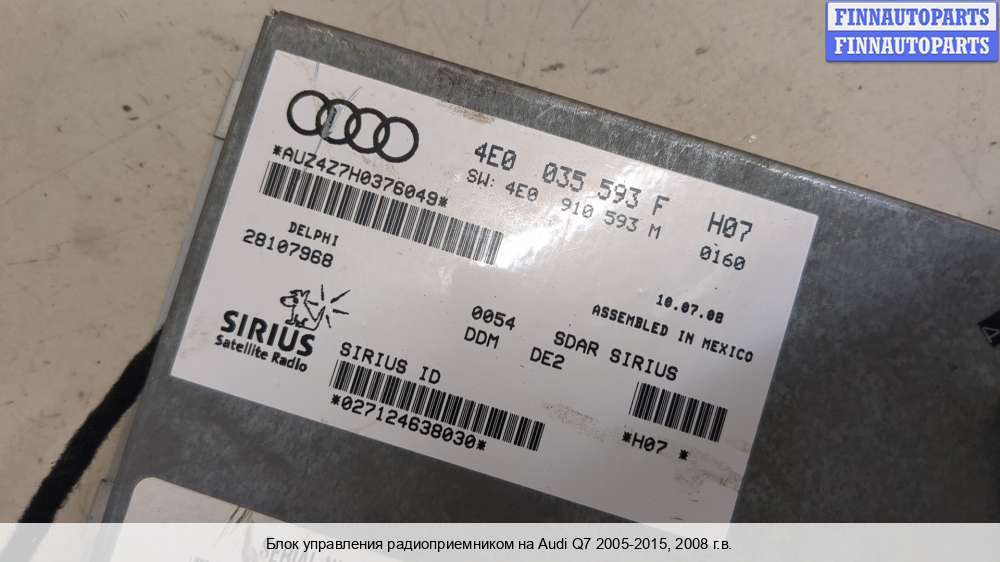 FINNAUTOPARTS
FINNAUTOPARTS
4E0 035 593 F H07
SW: 4E0 910 593 M 0160
*AUZ4Z7H0376049*
DELPHI
28107968
10.07.08
ASSEMBLED IN MEXICO
SIRIUS
Satellite Radio
0054 SDAR SIRIUS
DDM DE2
SIRIUS ID
*027124638030*
*H07 *
Блок управления радиоприемником на Audi Q7 2005-2015, 2008 г.в.